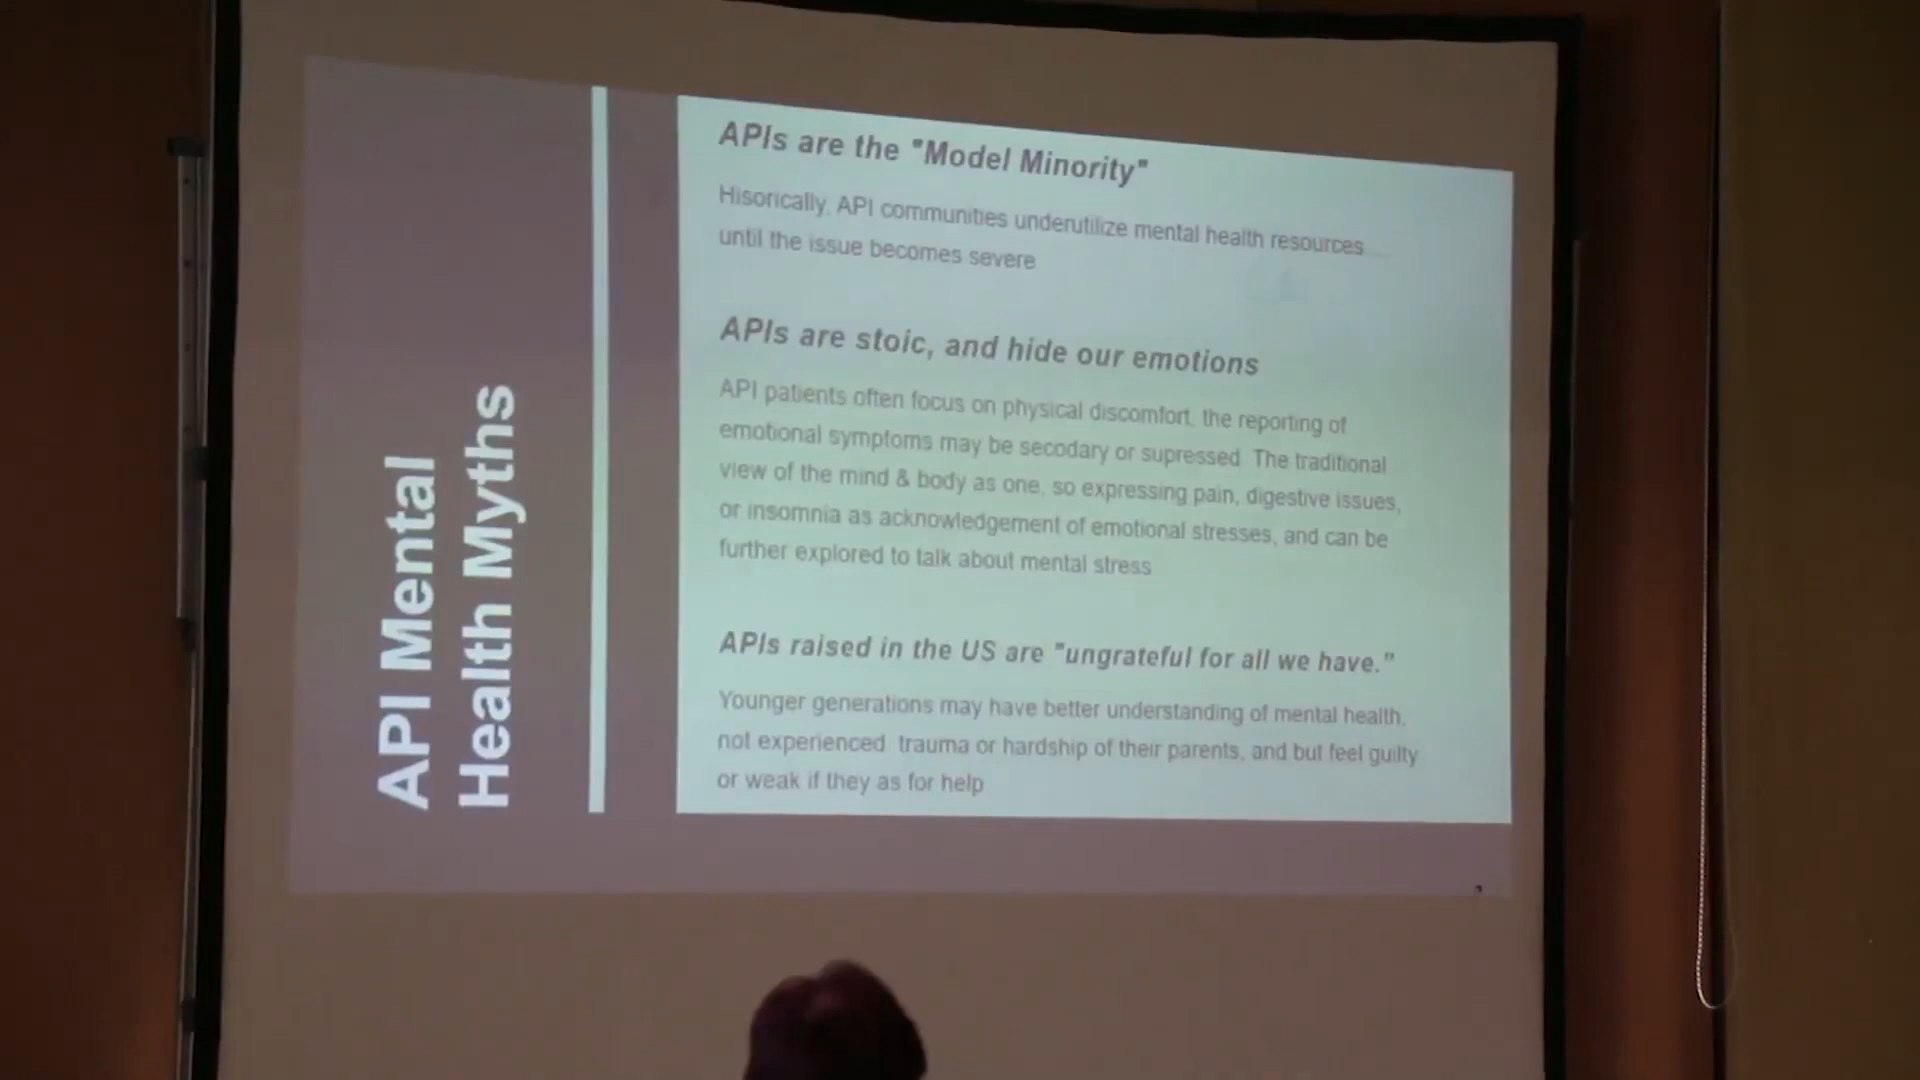 API Mental
Health Myths
APIs are the "Model Minority"
Hisorically, API communities underutilize mental health resources....
until the issue becomes severe
APIs are stoic, and hide our emotions
API patients often focus on physical discomfort, the reporting of
emotional symptoms may be secodary or supressed. The traditional
view of the mind & body as one, so expressing pain, digestive issues,
or insomnia as acknowledgement of emotional stresses, and can be
further explored to talk about mental stress
APIs raised in the US are "ungrateful for all we have."
Younger generations may have better understanding of mental health,
not experienced trauma or hardship of their parents, and but feel guilty
or weak if they as for help